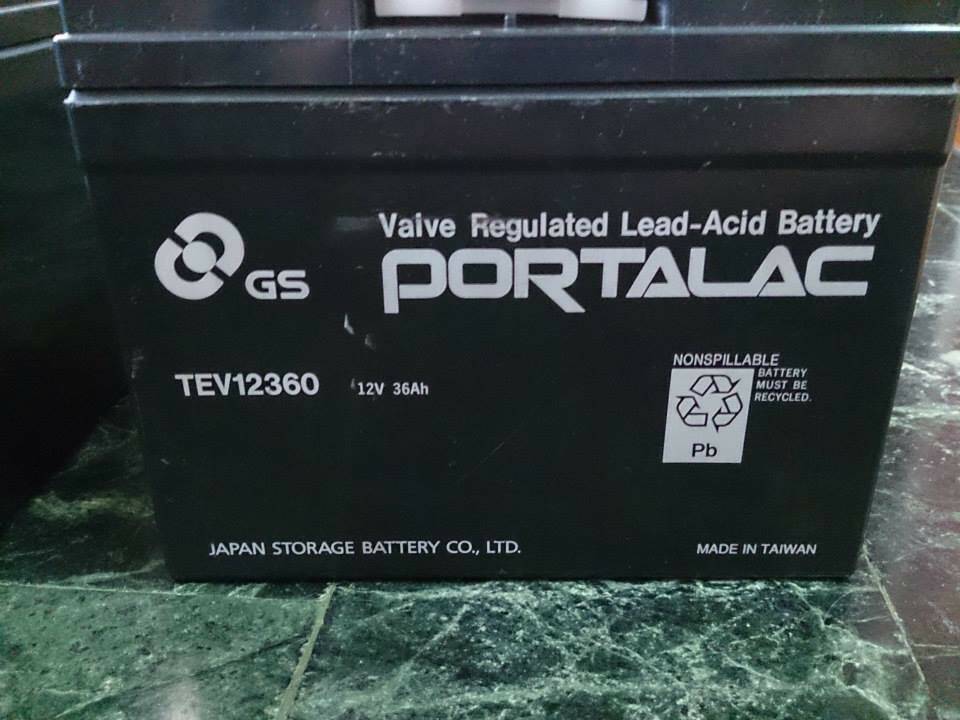 Valve Regulated Lead-Acid Battery
GS
PORTALAC
TEV12360
12V 36Ah
NONSPILLABLE
BATTERY
MUST BE
RECYCLED.
Pb
JAPAN STORAGE BATTERY CO., LTD.
MADE IN TAIWAN